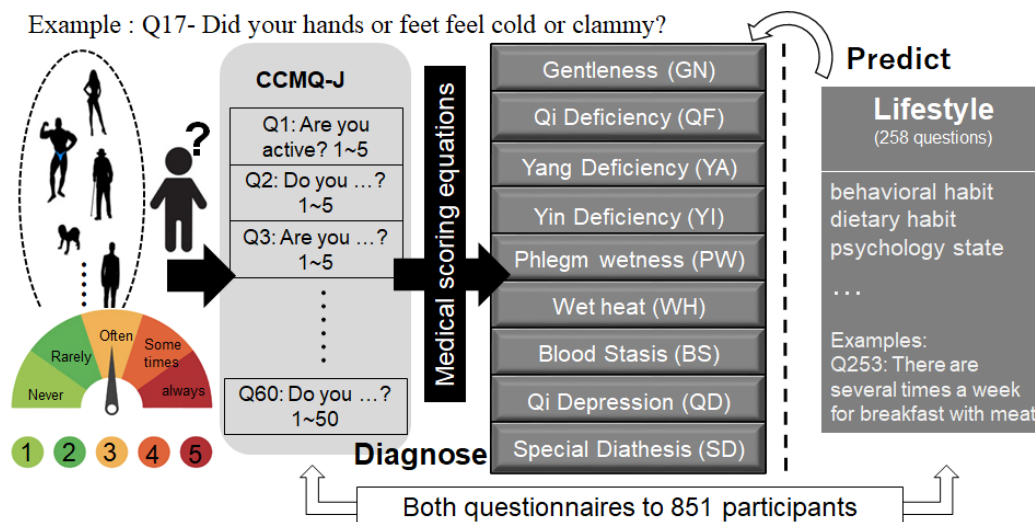 Example : Q17- Did your hands or feet feel cold or clammy?
?
CCMQ-J
Q1: Are you
active? 1~5
Q2: Do you ...?
1~5
Q3: Are you ...?
1~5
Q60: Do you ...?
1~50
Never
Rarely
Often
Some
times
always
1 2 3 4 5
Medical scoring equations
Diagnose
Gentleness (GN)
Qi Deficiency (QF)
Yang Deficiency (YA)
Yin Deficiency (YI)
Phlegm wetness (PW)
Wet heat (WH)
Blood Stasis (BS)
Qi Depression (QD)
Special Diathesis (SD)
Predict
Lifestyle
(258 questions)
behavioral habit
dietary habit
psychology state
...
Examples:
Q253: There are
several times a week
for breakfast with meat
Both questionnaires to 851 participants